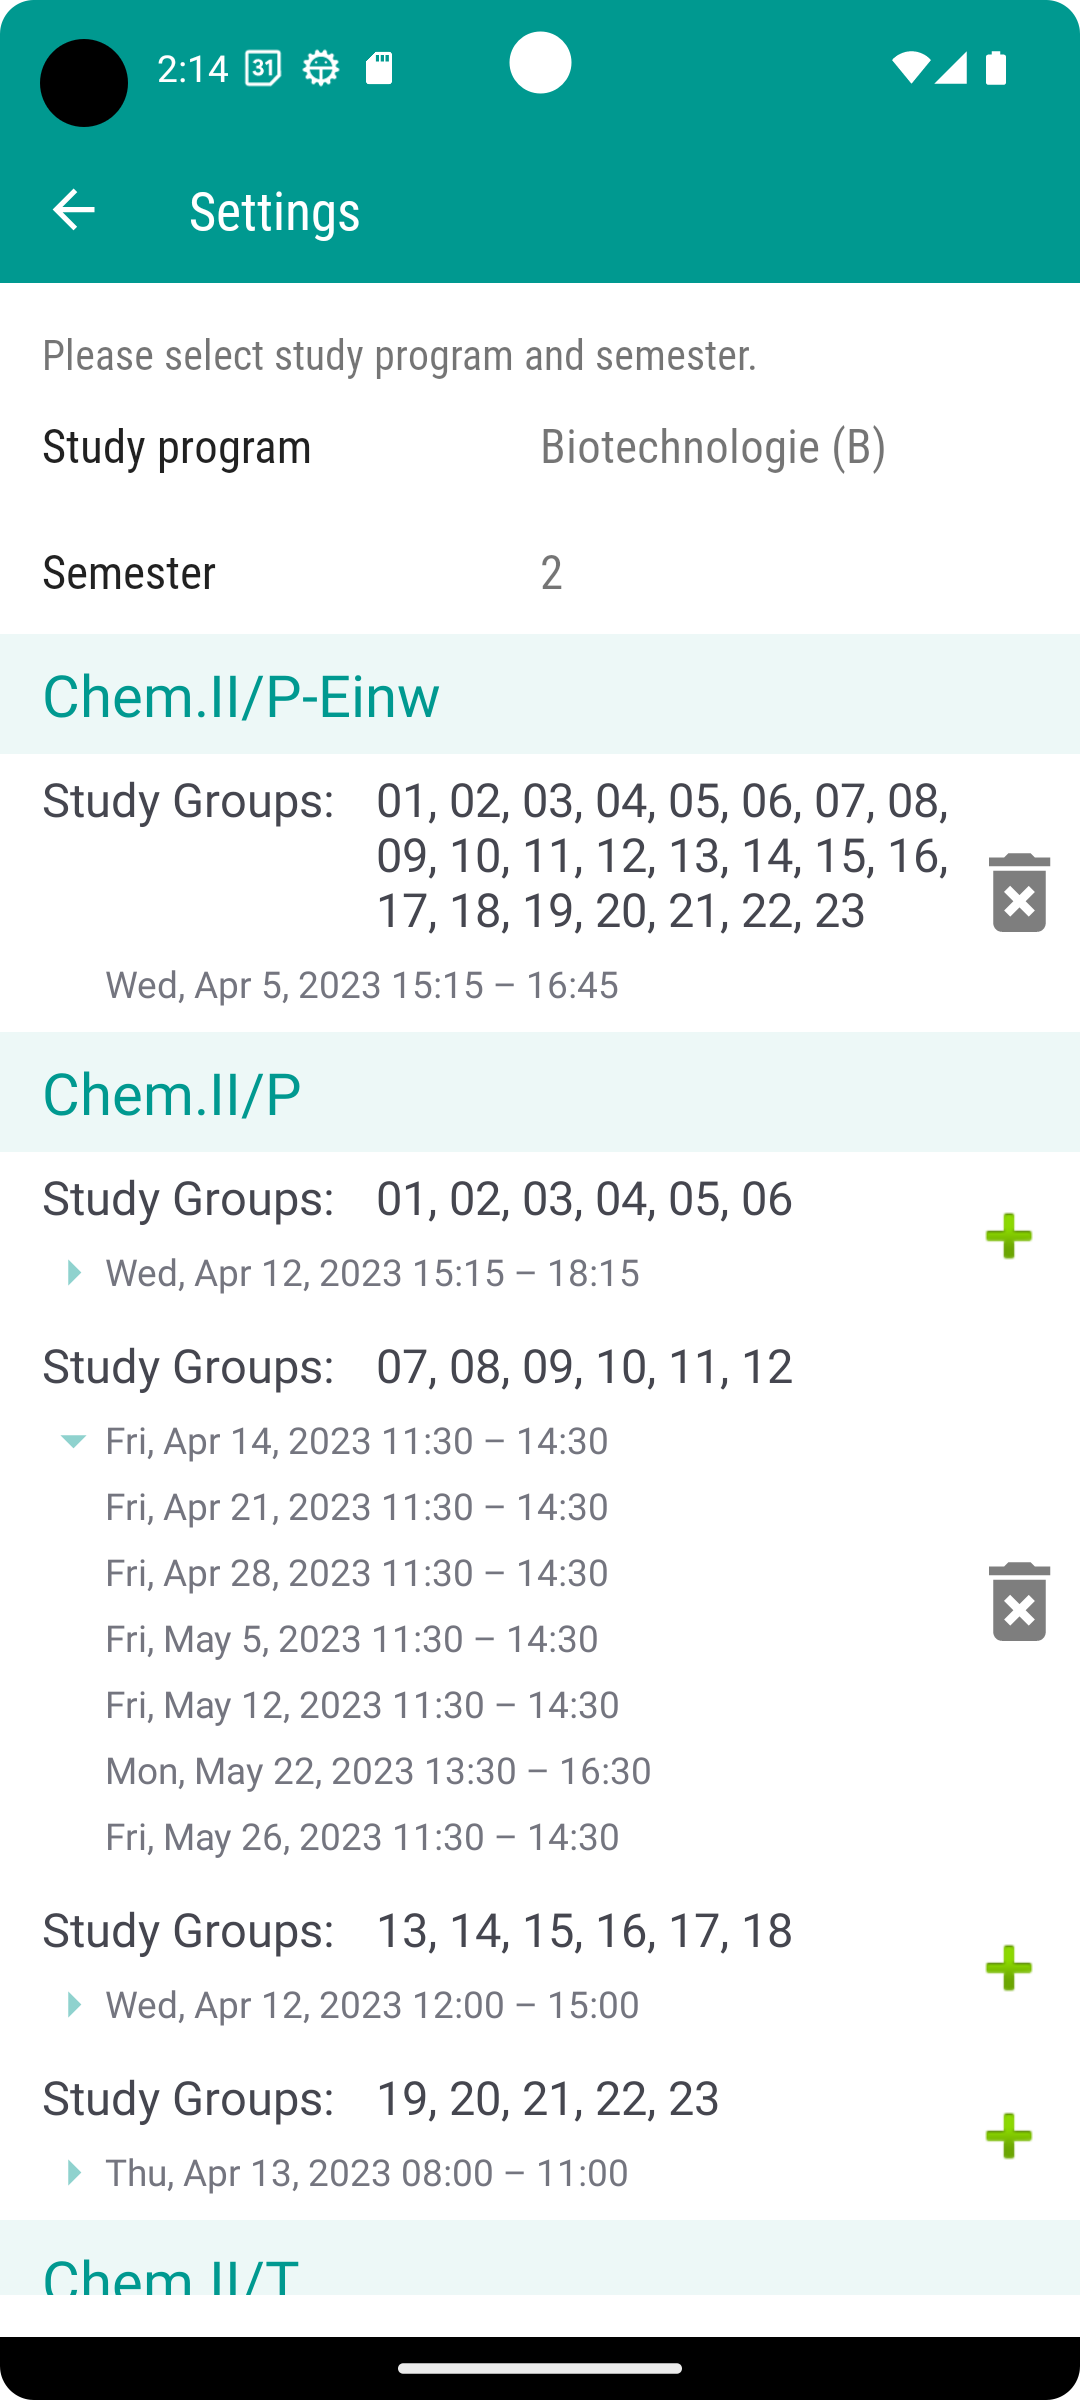 2:14 31
Settings
Please select study program and semester.
Study program Biotechnologie (B)
Semester 2
Chem.II/P-Einw
Study Groups: 01, 02, 03, 04, 05, 06, 07, 08,
09, 10, 11, 12, 13, 14, 15, 16,
17, 18, 19, 20, 21, 22, 23
Wed, Apr 5, 2023 15:15 – 16:45
Chem.II/P
Study Groups: 01, 02, 03, 04, 05, 06
Wed, Apr 12, 2023 15:15 – 18:15
Study Groups: 07, 08, 09, 10, 11, 12
Fri, Apr 14, 2023 11:30 – 14:30
Fri, Apr 21, 2023 11:30 – 14:30
Fri, Apr 28, 2023 11:30 – 14:30
Fri, May 5, 2023 11:30 – 14:30
Fri, May 12, 2023 11:30 – 14:30
Mon, May 22, 2023 13:30 – 16:30
Fri, May 26, 2023 11:30 – 14:30
Study Groups: 13, 14, 15, 16, 17, 18
Wed, Apr 12, 2023 12:00 – 15:00
Study Groups: 19, 20, 21, 22, 23
Thu, Apr 13, 2023 08:00 – 11:00
Chem.II/T